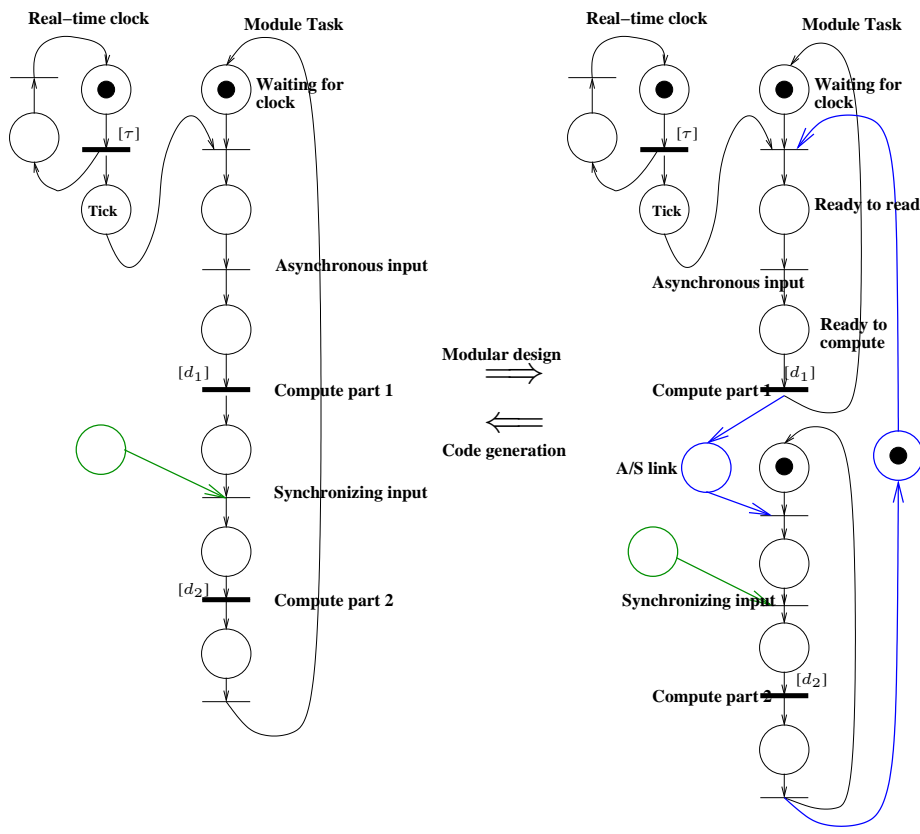 Real−time clock
Module Task
Waiting for
clock
[τ]
Tick
Asynchronous input
[d1]
Compute part 1
Synchronizing input
[d2]
Compute part 2
Modular design
⇒
⇐
Code generation
Real−time clock
Module Task
Waiting for
clock
[τ]
Tick
Ready to read
Asynchronous input
Ready to
compute
[d1]
Compute part 1
A/S link
Synchronizing input
[d2]
Compute part 2